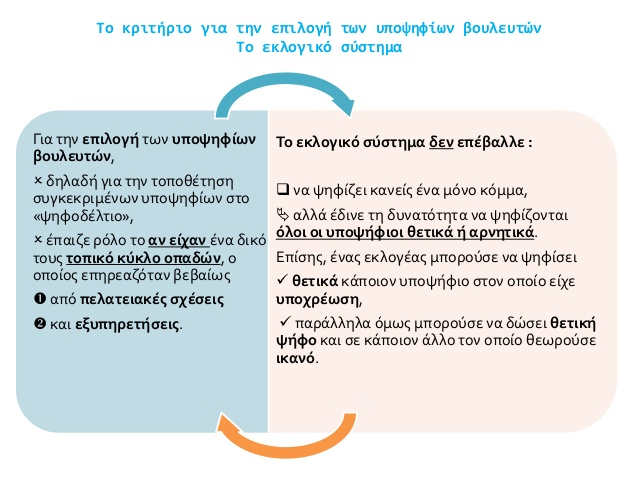 Το κριτήριο για την επιλογή των υποψηφίων βουλευτών
Το εκλογικό σύστημα
Για την επιλογή των υποψηφίων
βουλευτών,
× δηλαδή για την τοποθέτηση
συγκεκριμένων υποψηφίων στο
«ψηφοδέλτιο»,
× έπαιζε ρόλο το αν είχαν ένα δικό
τους τοπικό κύκλο οπαδών, ο
οποίος επηρεαζόταν βεβαίως
❶ από πελατειακές σχέσεις
❷ και εξυπηρετήσεις.
Το εκλογικό σύστημα δεν επέβαλλε :
❑ να ψηφίζει κανείς ένα μόνο κόμμα,
⮱ αλλά έδινε τη δυνατότητα να ψηφίζονται
όλοι οι υποψήφιοι θετικά ή αρνητικά.
Επίσης, ένας εκλογέας μπορούσε να ψηφίσει
✓ θετικά κάποιον υποψήφιο στον οποίο είχε
υποχρέωση,
✓ παράλληλα όμως μπορούσε να δώσει θετική
ψήφο και σε κάποιον άλλο τον οποίο θεωρούσε
ικανό.